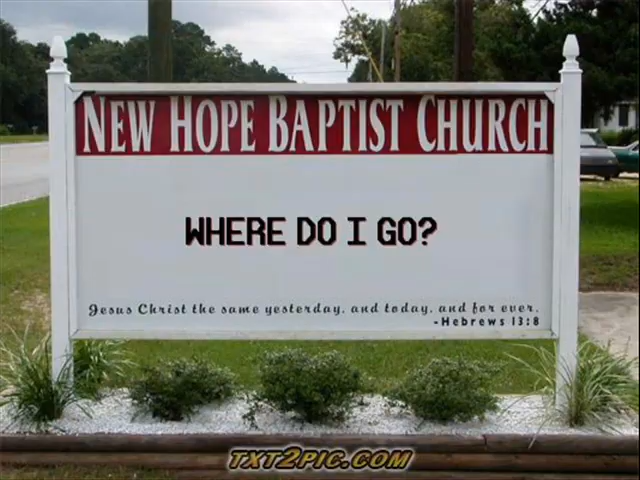 NEW HOPE BAPTIST CHURCH
WHERE DO I GO?
Jesus Christ the same yesterday, and today, and for ever.
-Hebrews 13:8
TXT2PIC.COM